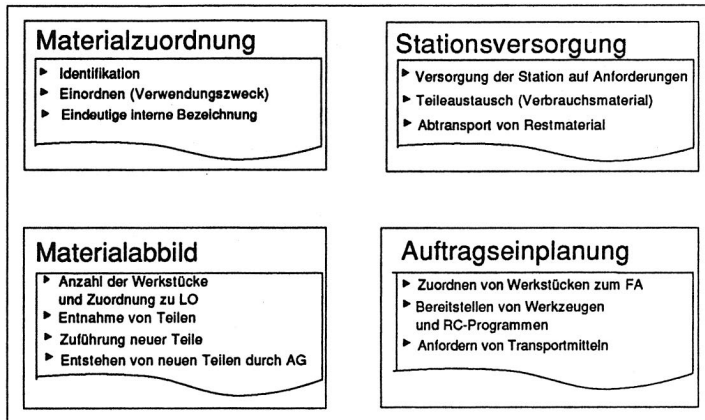 Materialzuordnung
Identifikation
Einordnen (Verwendungszweck)
Eindeutige interne Bezeichnung
Stationsversorgung
Versorgung der Station auf Anforderungen
Teileaustausch (Verbrauchsmaterial)
Abtransport von Restmaterial
Materialabbild
Anzahl der Werkstücke
und Zuordnung zu LO
Entnahme von Teilen
Zuführung neuer Teile
Entstehen von neuen Teilen durch AG
Auftragseinplanung
Zuordnen von Werkstücken zum FA
Bereitstellen von Werkzeugen
und RC-Programmen
Anfordern von Transportmitteln